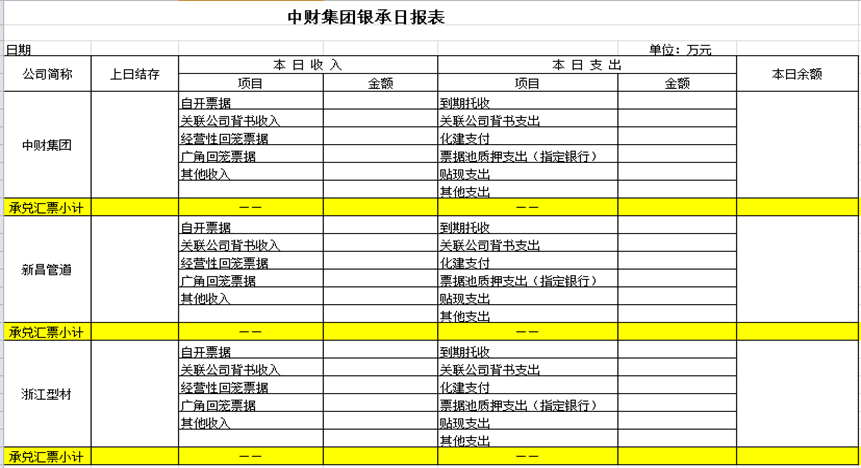 中财集团银承日报表
日期 单位：万元
公司简称 上日结存 本日收入 本日支出 本日余额
项目 金额 项目 金额
中财集团
自开票据 到期托收
关联公司背书收入 关联公司背书支出
经营性回笼票据 化建支付
广角回笼票据 票据池质押支出（指定银行）
其他收入 贴现支出
其他支出
承兑汇票小计 —— ——
新昌管道
自开票据 到期托收
关联公司背书收入 关联公司背书支出
经营性回笼票据 化建支付
广角回笼票据 票据池质押支出（指定银行）
其他收入 贴现支出
其他支出
承兑汇票小计 —— ——
浙江型材
自开票据 到期托收
关联公司背书收入 关联公司背书支出
经营性回笼票据 化建支付
广角回笼票据 票据池质押支出（指定银行）
其他收入 贴现支出
其他支出
承兑汇票小计 —— ——